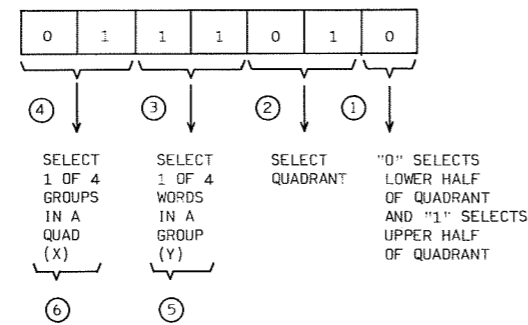 0 1 1 1 0 1 0
4 3 2 1
SELECT
1 OF 4
GROUPS
IN A
QUAD
(X)
SELECT
1 OF 4
WORDS
IN A
GROUP
(Y)
SELECT
QUADRANT
"0" SELECTS
LOWER HALF
OF QUADRANT
AND "1" SELECTS
UPPER HALF
OF QUADRANT
6 5